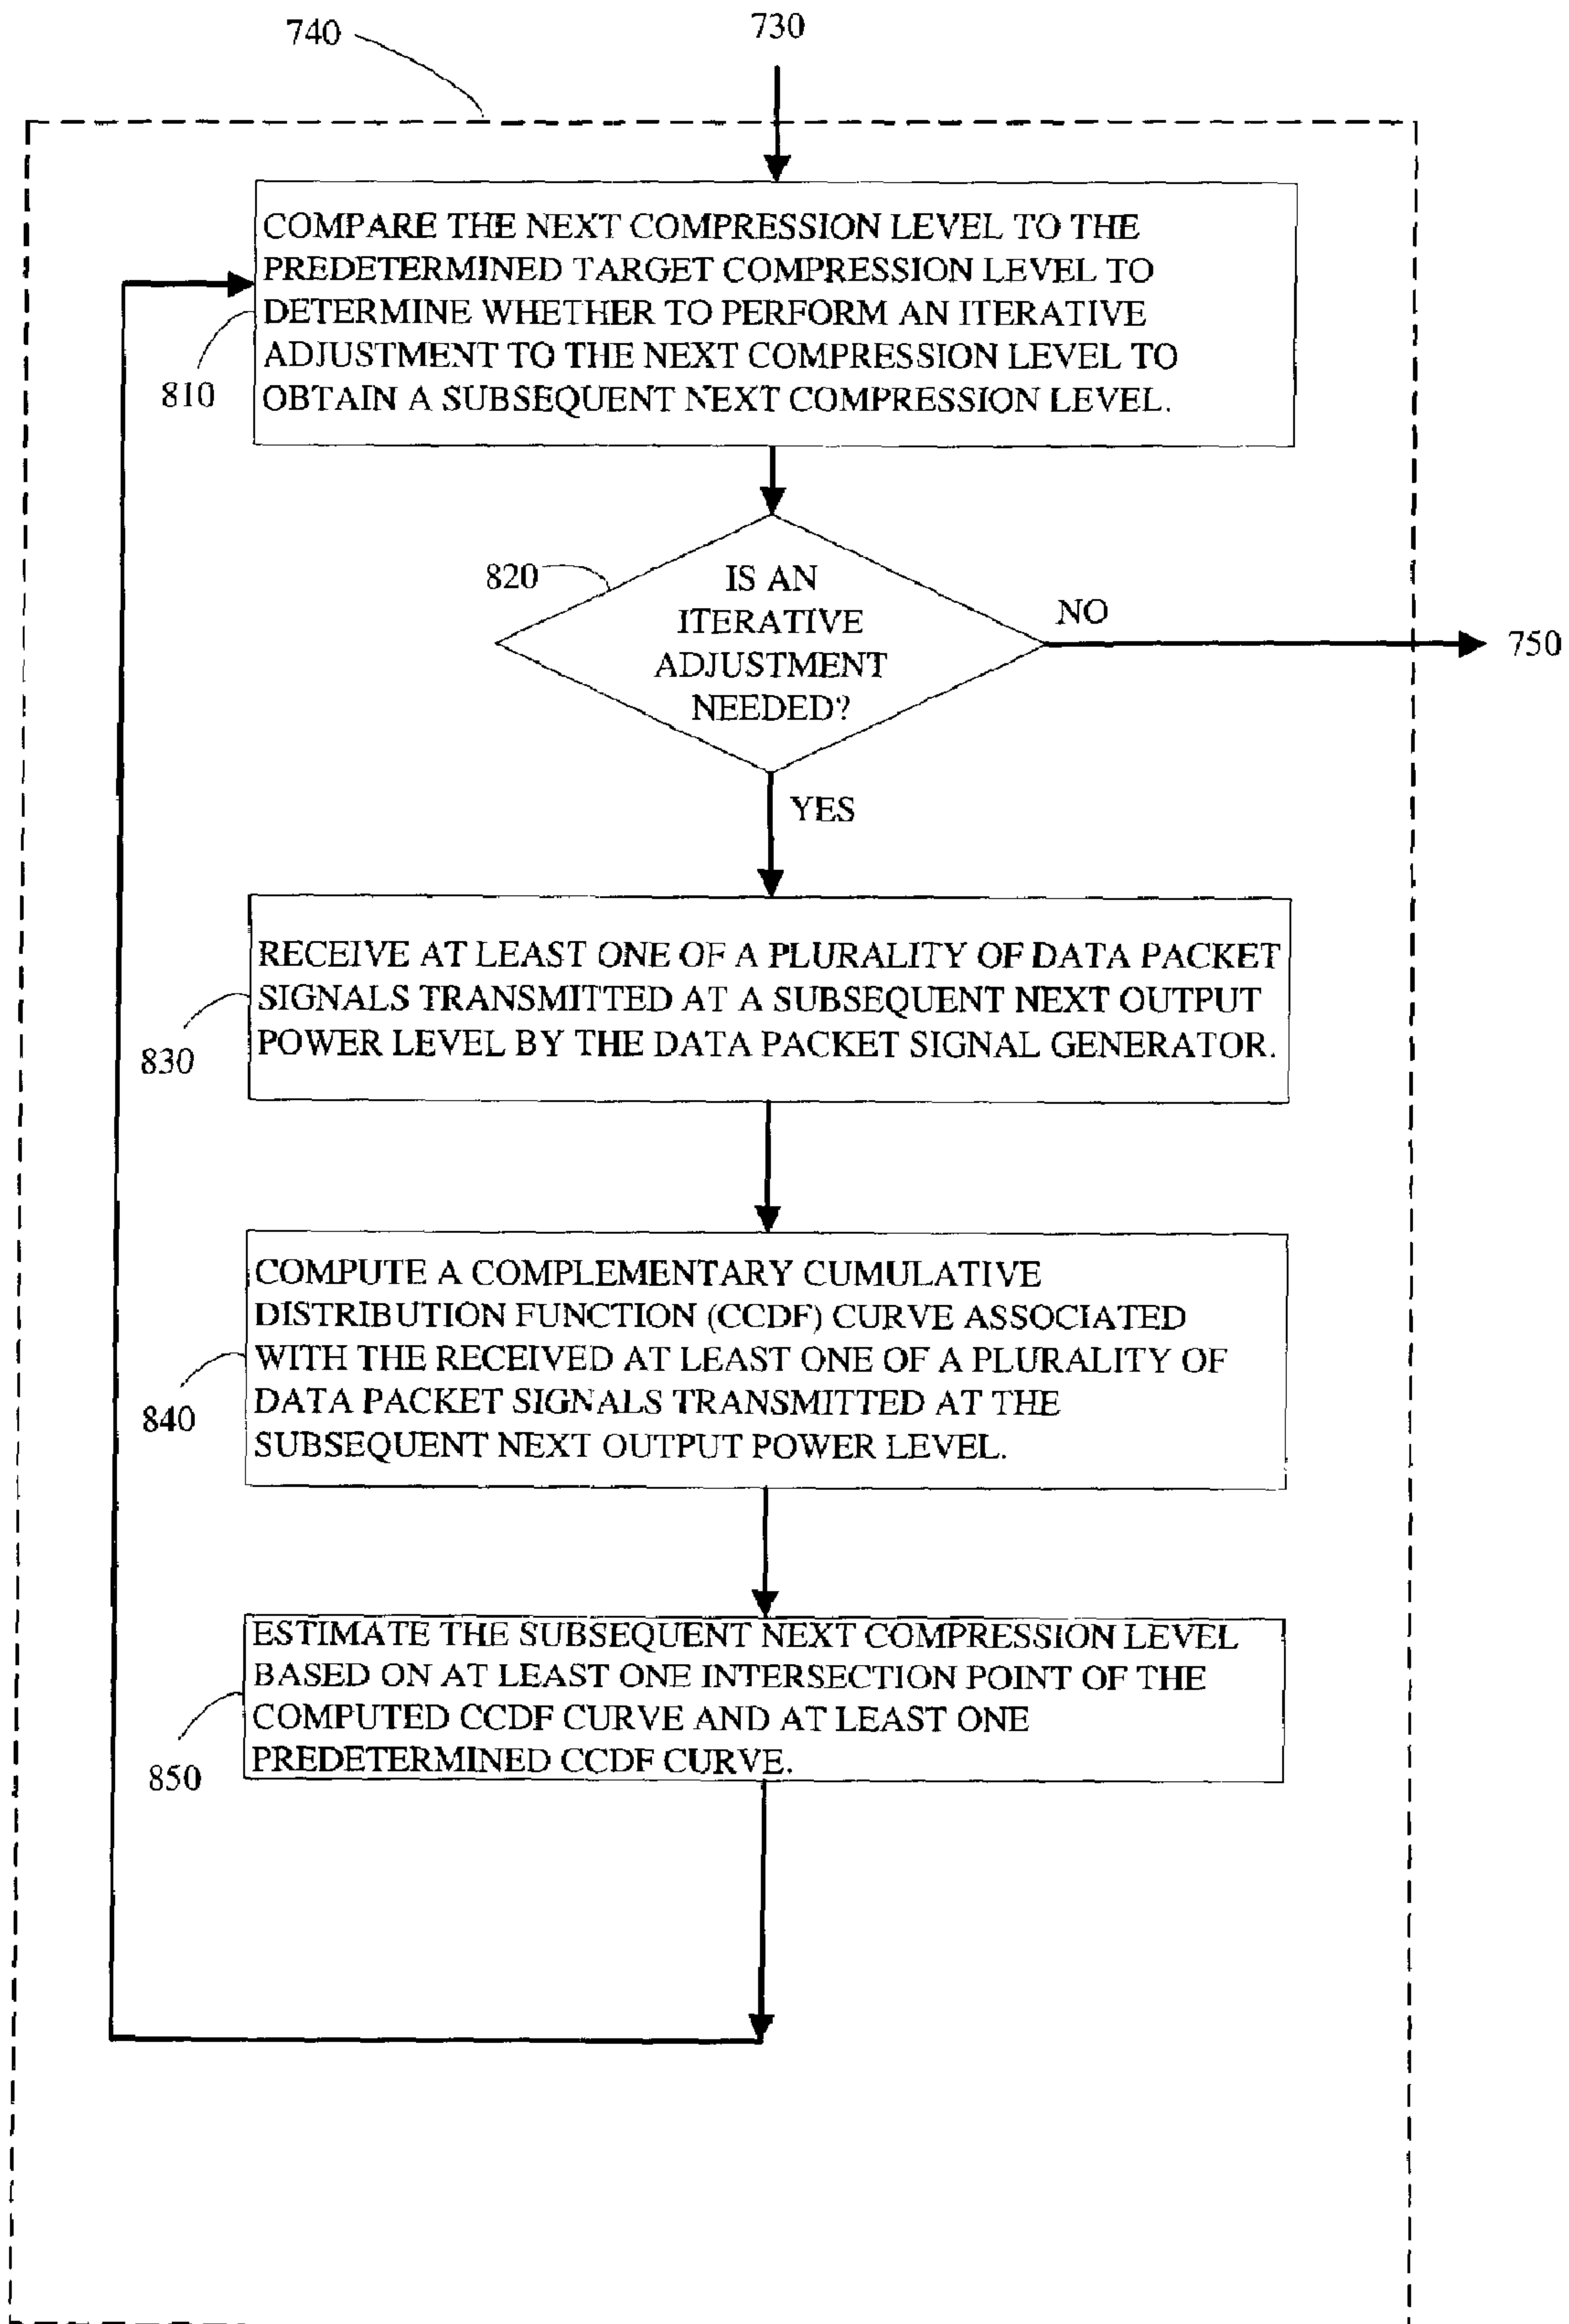 740
730
COMPARE THE NEXT COMPRESSION LEVEL TO THE
PREDETERMINED TARGET COMPRESSION LEVEL TO
DETERMINE WHETHER TO PERFORM AN ITERATIVE
ADJUSTMENT TO THE NEXT COMPRESSION LEVEL TO
OBTAIN A SUBSEQUENT NEXT COMPRESSION LEVEL.
810
820
IS AN
ITERATIVE
ADJUSTMENT
NEEDED?
NO
750
YES
RECEIVE AT LEAST ONE OF A PLURALITY OF DATA PACKET
SIGNALS TRANSMITTED AT A SUBSEQUENT NEXT OUTPUT
POWER LEVEL BY THE DATA PACKET SIGNAL GENERATOR.
830
COMPUTE A COMPLEMENTARY CUMULATIVE
DISTRIBUTION FUNCTION (CCDF) CURVE ASSOCIATED
WITH THE RECEIVED AT LEAST ONE OF A PLURALITY OF
DATA PACKET SIGNALS TRANSMITTED AT THE
SUBSEQUENT NEXT OUTPUT POWER LEVEL.
840
ESTIMATE THE SUBSEQUENT NEXT COMPRESSION LEVEL
BASED ON AT LEAST ONE INTERSECTION POINT OF THE
COMPUTED CCDF CURVE AND AT LEAST ONE
PREDETERMINED CCDF CURVE.
850